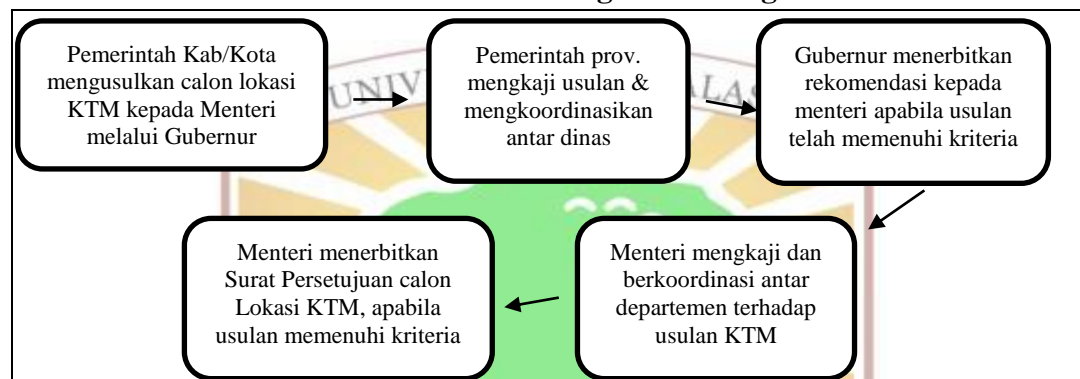 Pemerintah Kab/Kota
mengusulkan calon lokasi
KTM kepada Menteri
melalui Gubernur
Pemerintah prov.
mengkaji usulan &
mengkoordinasikan
antar dinas
Gubernur menerbitkan
rekomendasi kepada
menteri apabila usulan
telah memenuhi kriteria
Menteri menerbitkan
Surat Persetujuan calon
Lokasi KTM, apabila
usulan memenuhi kriteria
Menteri mengkaji dan
berkoordinasi antar
departemen terhadap
usulan KTM